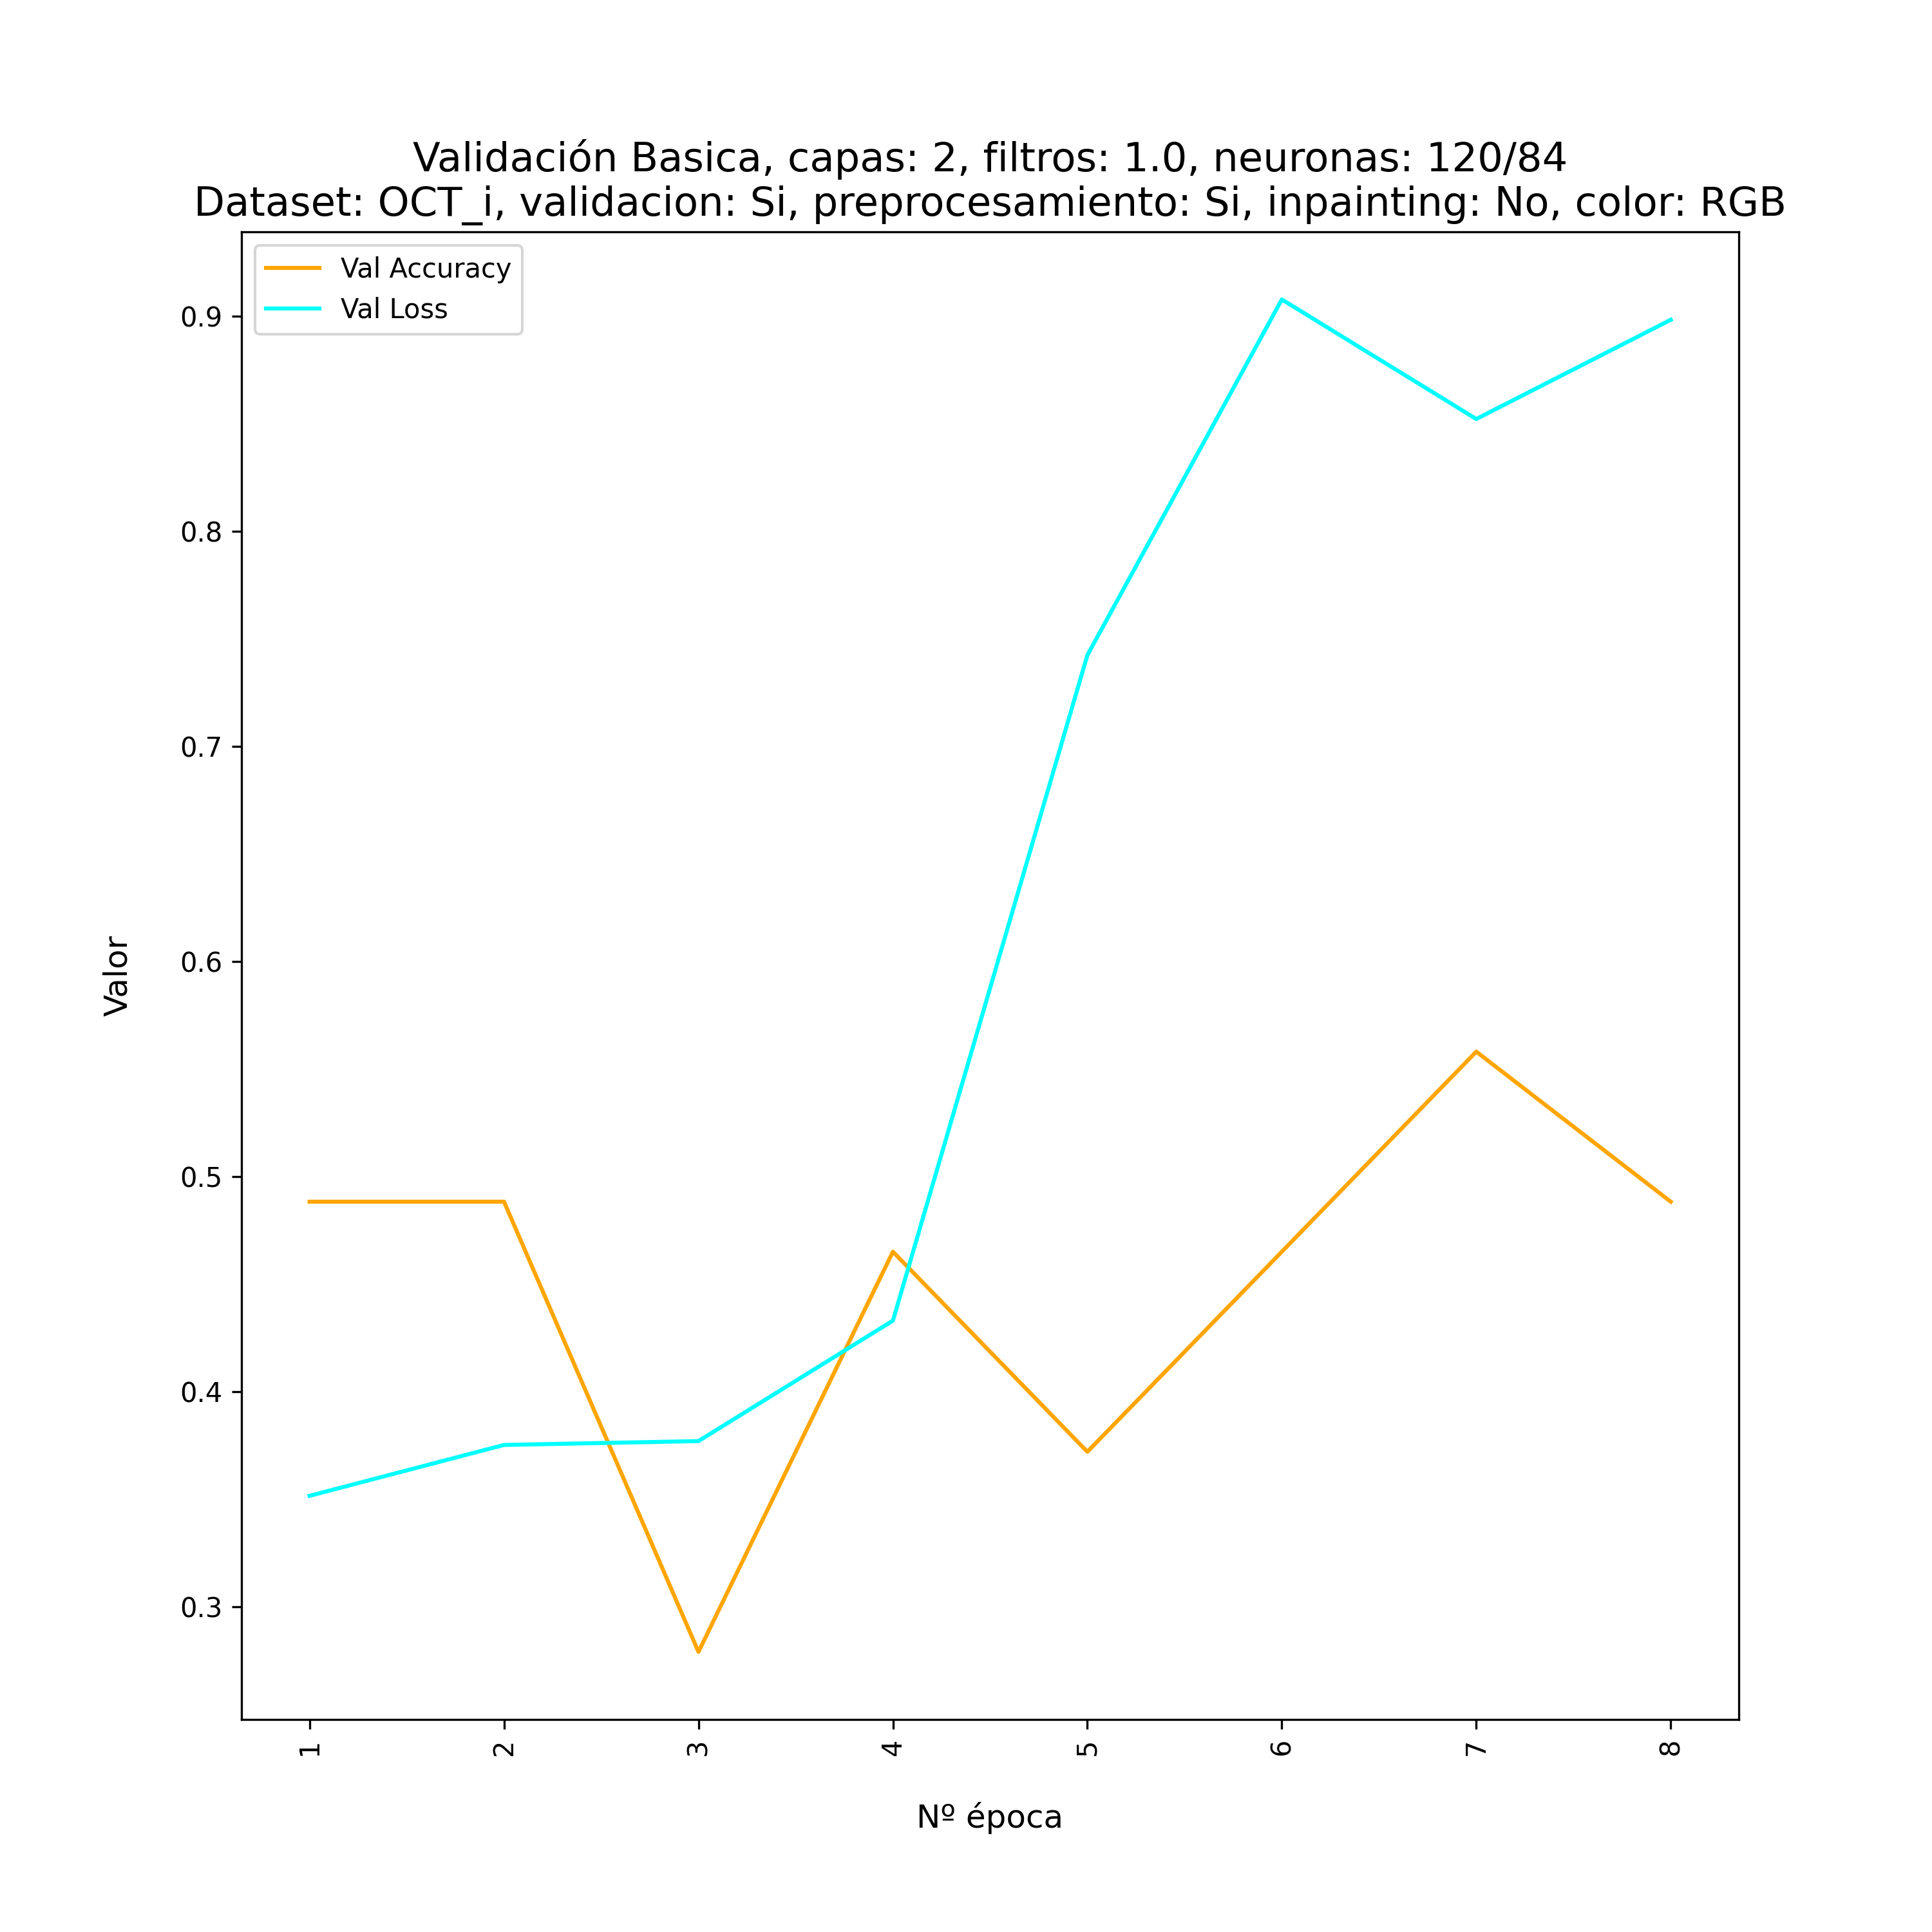 Validación Basica, capas: 2, filtros: 1.0, neuronas: 120/84
Dataset: OCT_i, validacion: Si, preprocesamiento: Si, inpainting: No, color: RGB
Val Accuracy
Val Loss
0.9
0.8
0.7
0.6
0.5
0.4
0.3
Valor
1
2
3
4
5
6
7
8
Nº época